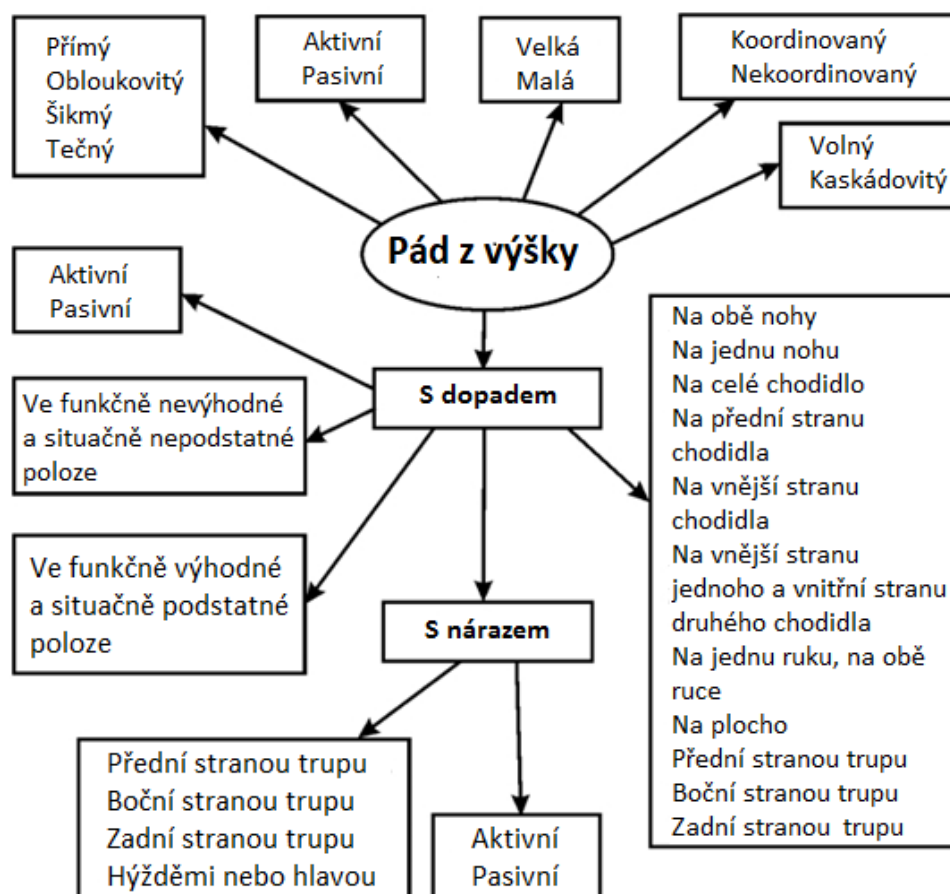 Přímý
Obloukovitý
Šikmý
Tečný
Aktivní
Pasivní
Velká
Malá
Koordinovaný
Nekoordinovaný
Volný
Kaskádovitý
Pád z výšky
Aktivní
Pasivní
S dopadem
Ve funkčně nevýhodné
a situačně nepodstatné
poloze
Ve funkčně výhodné
a situačně podstatné
poloze
Na obě nohy
Na jednu nohu
Na celé chodidlo
Na přední stranu
chodidla
Na vnější stranu
chodidla
Na vnější stranu
jednoho a vnitřní stranu
druhého chodidla
Na jednu ruku, na obě
ruce
Na plocho
Přední stranou trupu
Boční stranou trupu
Zadní stranou trupu
S nárazem
Přední stranou trupu
Boční stranou trupu
Zadní stranou trupu
Hýžděmi nebo hlavou
Aktivní
Pasivní